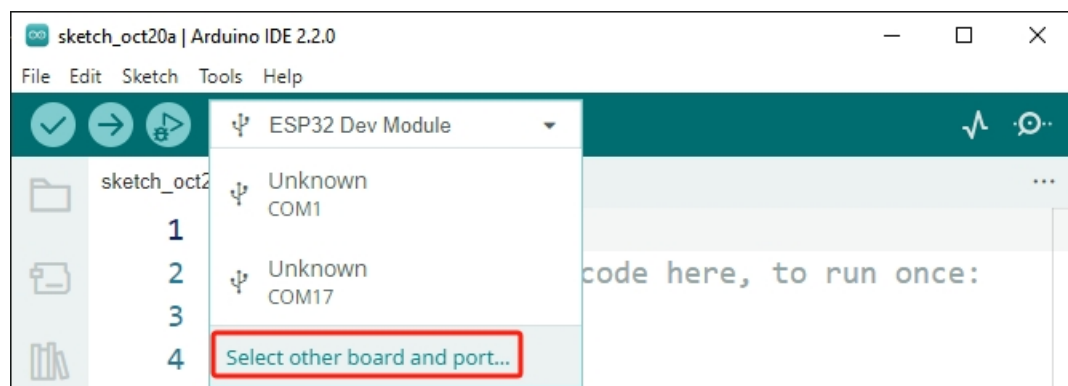 sketch_oct20a | Arduino IDE 2.2.0
File Edit Sketch Tools Help
ESP32 Dev Module
sketch_oct2
Unknown
COM1
1
Unknown
COM17
2 code here, to run once:
3
Select other board and port...
4